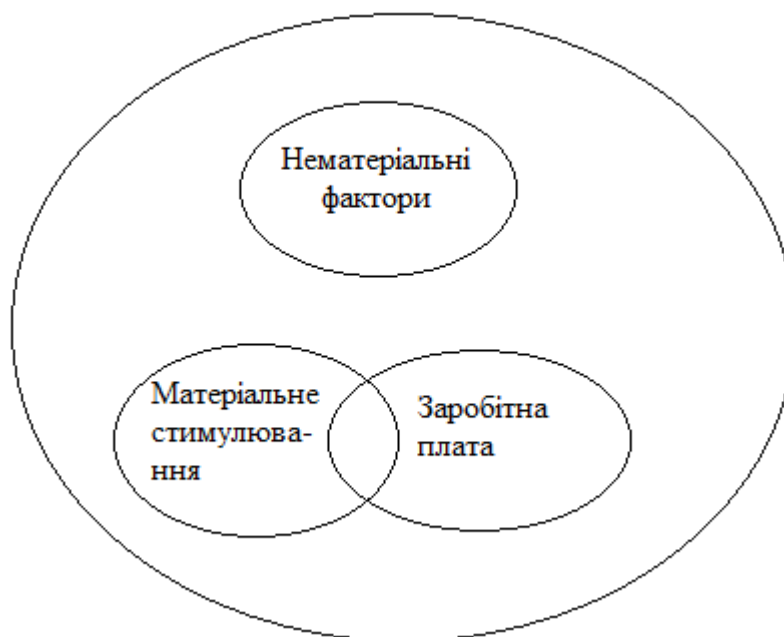 Нематеріальні
фактори
Матеріальне
стимулюва-
ння
Заробітна
плата